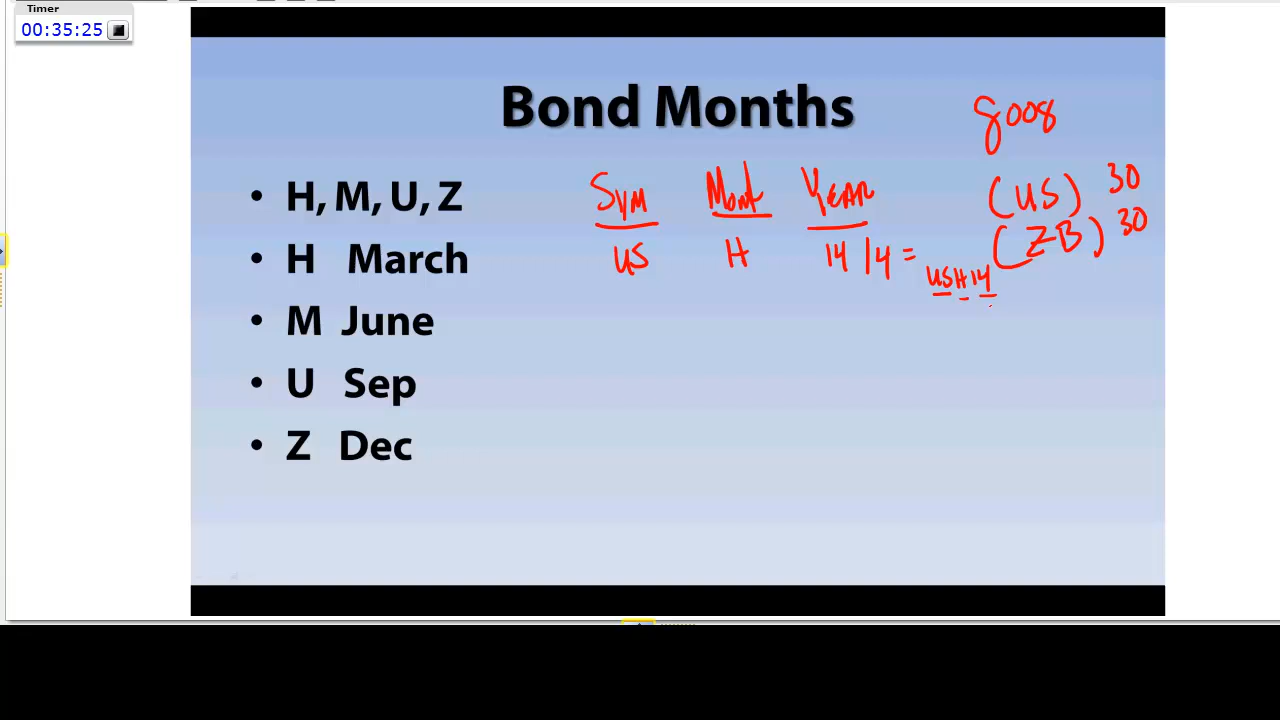 Timer
00:35:25
Bond Months
goog
• H, M, U, Z
SYM Mont YEAR (US) 30
• H March
US H 14 / 4 = USH14 (ZB) 30
• M June
• U Sep
• Z Dec